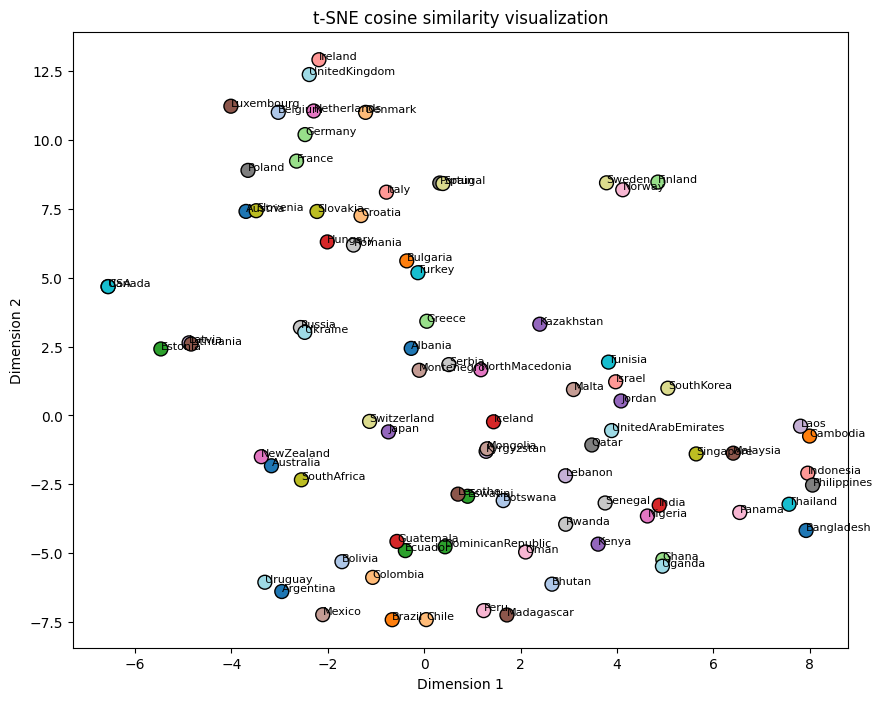 t-SNE cosine similarity visualization
Ireland
UnitedKingdom
Luxembourg
Belgium
Netherlands
Denmark
Germany
France
Poland
Italy
Portugal
Spain
Sweden
Norway
Finland
Austria
Slovenia
Slovakia
Croatia
Hungary
Romania
Bulgaria
Turkey
USA
Canada
Greece
Kazakhstan
Russia
Ukraine
Latvia
Lithuania
Estonia
Albania
Serbia
Montenegro
NorthMacedonia
Tunisia
Israel
Malta
SouthKorea
Jordan
Switzerland
Japan
Iceland
UnitedArabEmirates
Laos
Cambodia
Mongolia
Kyrgyzstan
Qatar
Singapore
Malaysia
NewZealand
Australia
SouthAfrica
Lebanon
Indonesia
Philippines
Lesotho
Eswatini
Botswana
Senegal
India
Nigeria
Panama
Thailand
Rwanda
Bangladesh
Guatemala
Ecuador
DominicanRepublic
Oman
Kenya
Ghana
Uganda
Bolivia
Colombia
Uruguay
Argentina
Bhutan
Mexico
Brazil
Chile
Peru
Madagascar
12.5
10.0
7.5
5.0
2.5
0.0
−2.5
−5.0
−7.5
Dimension 2
−6
−4
−2
0
2
4
6
8
Dimension 1